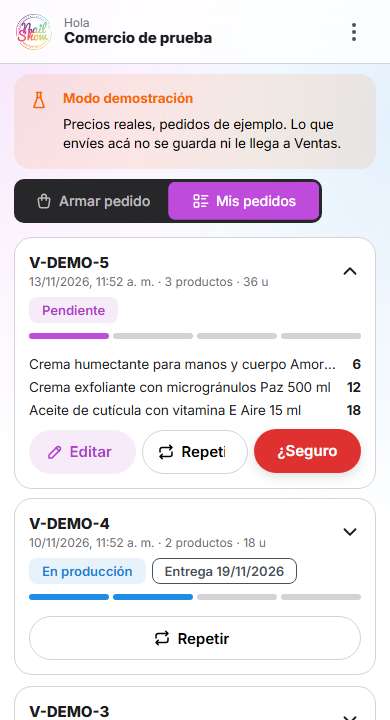 Nail
Show
Hola
Comercio de prueba
Modo demostración
Precios reales, pedidos de ejemplo. Lo que
envíes acá no se guarda ni le llega a Ventas.
Armar pedido
Mis pedidos
V-DEMO-5
13/11/2026, 11:52 a. m. · 3 productos · 36 u
Pendiente
Crema humectante para manos y cuerpo Amor... 6
Crema exfoliante con microgránulos Paz 500 ml 12
Aceite de cutícula con vitamina E Aire 15 ml 18
Editar
Repeti
¿Seguro
V-DEMO-4
10/11/2026, 11:52 a. m. · 2 productos · 18 u
En producción
Entrega 19/11/2026
Repetir
V-DEMO-3